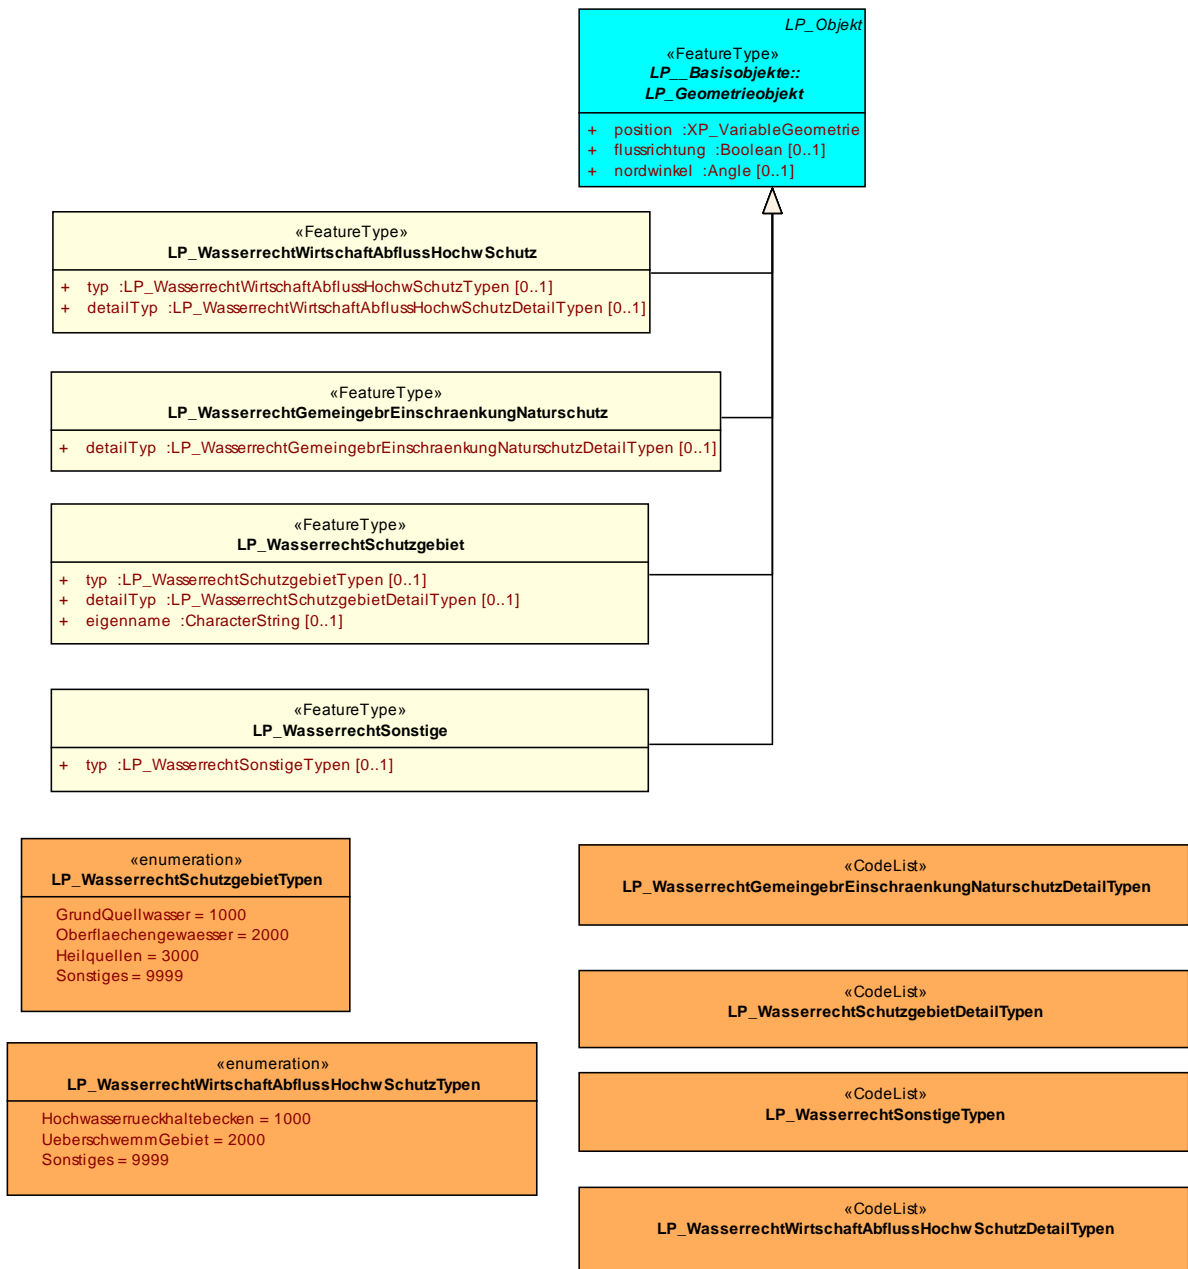 LP_Objekt
«FeatureType»
LP__Basisobjekte::
LP_Geometrieobjekt
+ position :XP_VariableGeometrie
+ flussrichtung :Boolean [0..1]
+ nordwinkel :Angle [0..1]
«FeatureType»
LP_WasserrechtWirtschaftAbflussHochwSchutz
+ typ :LP_WasserrechtWirtschaftAbflussHochwSchutzTypen [0..1]
+ detailTyp :LP_WasserrechtWirtschaftAbflussHochwSchutzDetailTypen [0..1]
«FeatureType»
LP_WasserrechtGemeingebrEinschraenkungNaturschutz
+ detailTyp :LP_WasserrechtGemeingebrEinschraenkungNaturschutzDetailTypen [0..1]
«FeatureType»
LP_WasserrechtSchutzgebiet
+ typ :LP_WasserrechtSchutzgebietTypen [0..1]
+ detailTyp :LP_WasserrechtSchutzgebietDetailTypen [0..1]
+ eigenname :CharacterString [0..1]
«FeatureType»
LP_WasserrechtSonstige
+ typ :LP_WasserrechtSonstigeTypen [0..1]
«enumeration»
LP_WasserrechtSchutzgebietTypen
GrundQuellwasser = 1000
Oberflaechengewaesser = 2000
Heilquellen = 3000
Sonstiges = 9999
«enumeration»
LP_WasserrechtWirtschaftAbflussHochwSchutzTypen
Hochwasserrueckhaltebecken = 1000
UeberschwemmGebiet = 2000
Sonstiges = 9999
«CodeList»
LP_WasserrechtGemeingebrEinschraenkungNaturschutzDetailTypen
«CodeList»
LP_WasserrechtSchutzgebietDetailTypen
«CodeList»
LP_WasserrechtSonstigeTypen
«CodeList»
LP_WasserrechtWirtschaftAbflussHochwSchutzDetailTypen